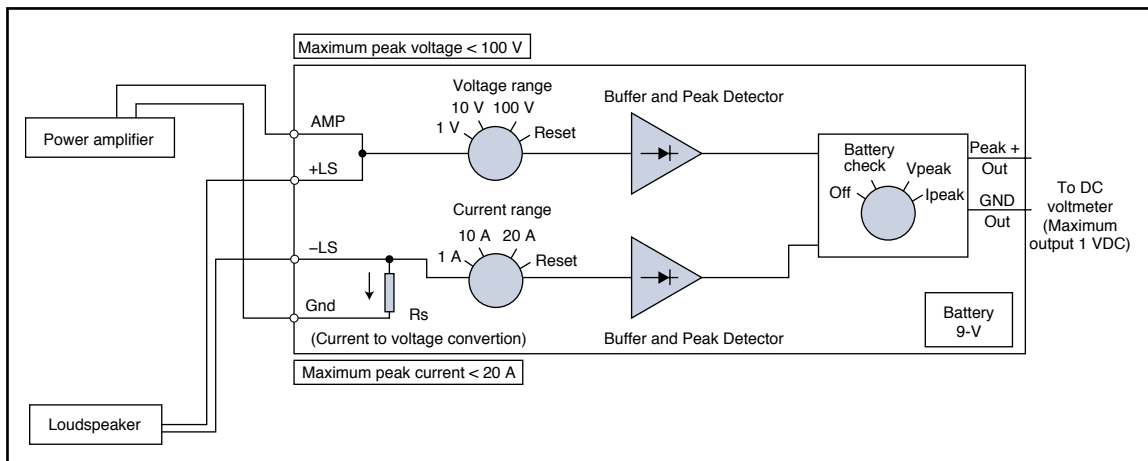 Maximum peak voltage < 100 V
Voltage range
10 V 100 V
1 V
Reset
Buffer and Peak Detector
AMP
Power amplifier
+LS
Battery
check
Vpeak
Off
Ipeak
Peak +
Out
GND
Out
To DC
voltmeter
(Maximum
output 1 VDC)
Current range
10 A 20 A
1 A
Reset
–LS
Gnd
Rs
(Current to voltage convertion)
Buffer and Peak Detector
Battery
9-V
Maximum peak current < 20 A
Loudspeaker